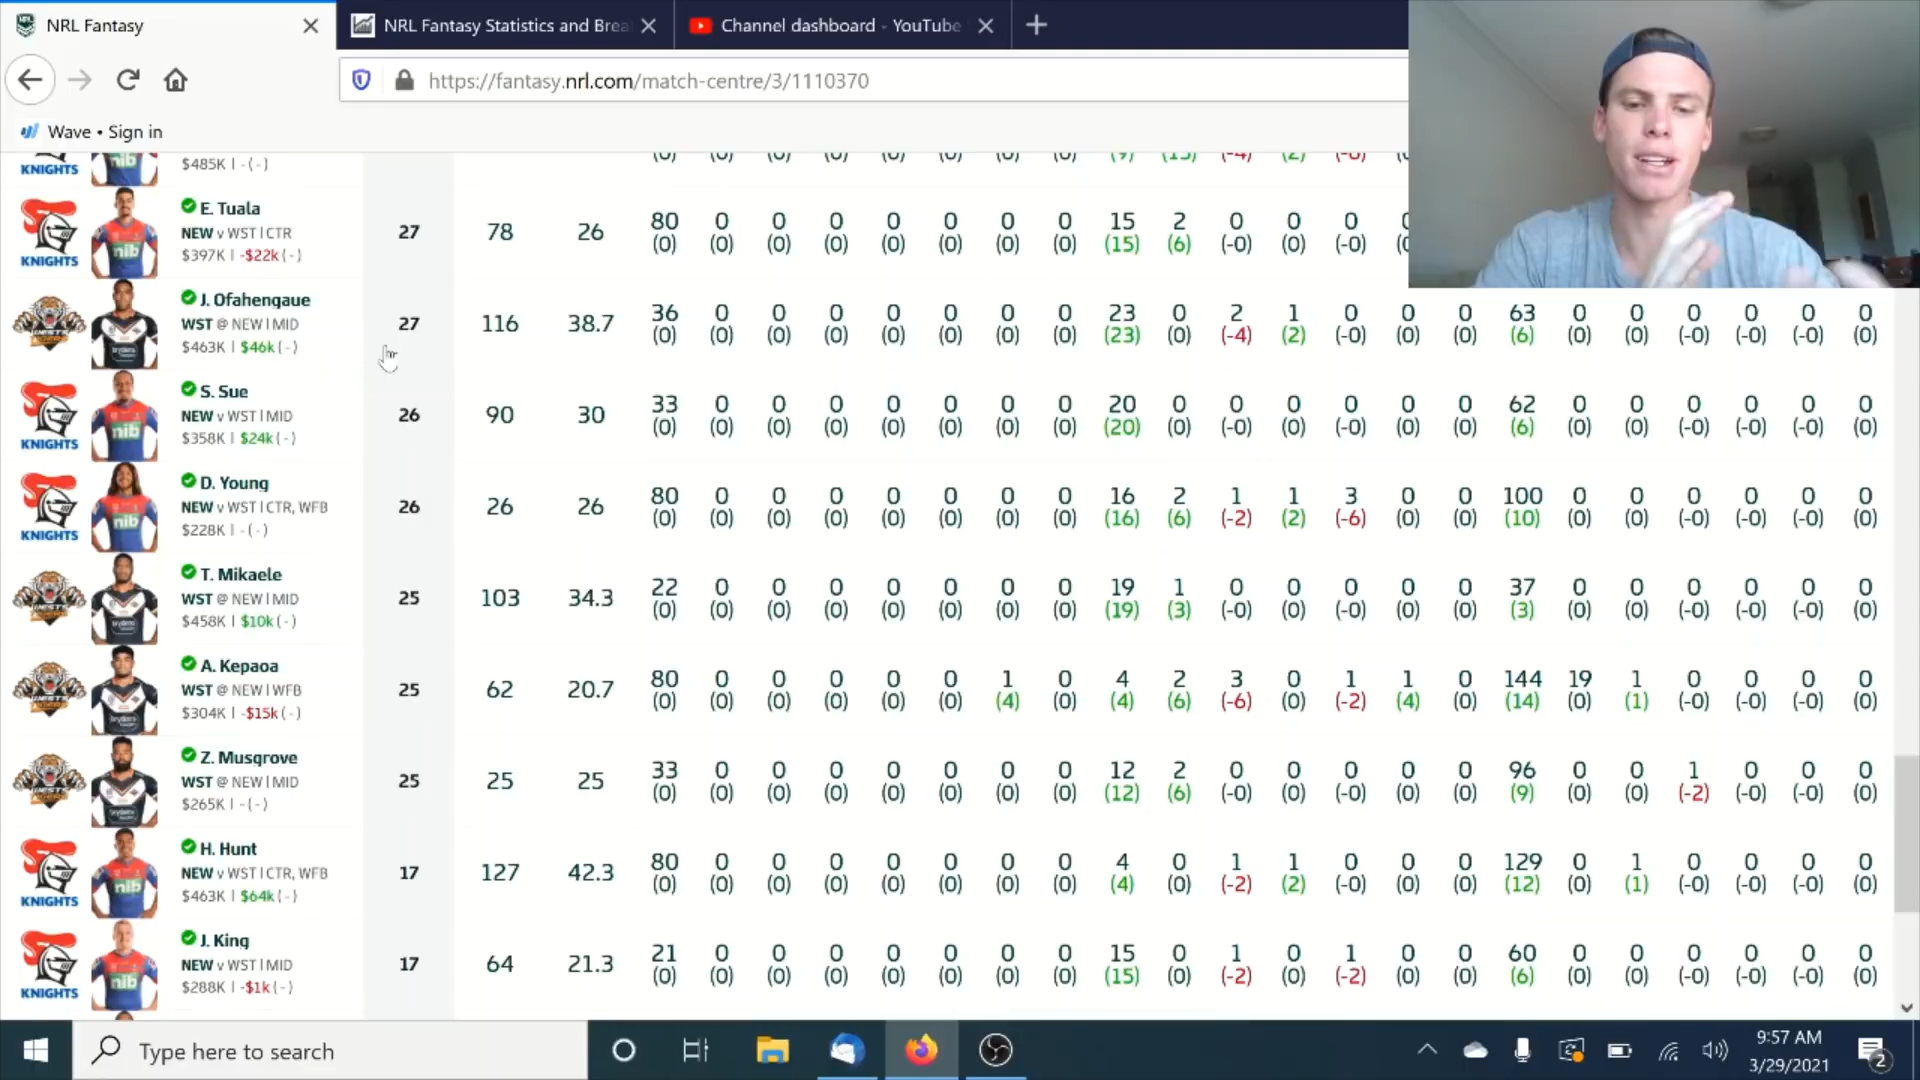 NRL Fantasy
NRL Fantasy Statistics and Brea
Channel dashboard - YouTube
https://fantasy.nrl.com/match-centre/3/1110370
Wave • Sign in
KNIGHTS nib $485K | - (-) (0) (0) (0) (0) (0) (0) (0) (0) (9) (15) (-4) (2) (-6)
E. Tuala
NEW v WST | CTR
$397K | -$22k (-)
KNIGHTS nib
27 78 26 80 0 0 0 0 0 0 0 15 2 0 0 0
(0) (0) (0) (0) (0) (0) (0) (0) (15) (6) (-0) (0) (-0)
J. Ofahengaue
WST @ NEW | MID
$463K | $46k (-)
27 116 38.7 36 0 0 0 0 0 0 0 23 0 2 1 0 0 0 63 0 0 0 0 0 0
(0) (0) (0) (0) (0) (0) (0) (0) (23) (0) (-4) (2) (-0) (0) (0) (6) (0) (0) (-0) (-0) (-0) (0)
S. Sue
NEW v WST | MID
$358K | $24k (-)
KNIGHTS nib
26 90 30 33 0 0 0 0 0 0 0 20 0 0 0 0 0 0 62 0 0 0 0 0 0
(0) (0) (0) (0) (0) (0) (0) (0) (20) (0) (-0) (0) (-0) (0) (0) (6) (0) (0) (-0) (-0) (-0) (0)
D. Young
NEW v WST | CTR, WFB
$228K | - (-)
KNIGHTS nib
26 26 26 80 0 0 0 0 0 0 0 16 2 1 1 3 0 0 100 0 0 0 0 0 0
(0) (0) (0) (0) (0) (0) (0) (0) (16) (6) (-2) (2) (-6) (0) (0) (10) (0) (0) (-0) (-0) (-0) (0)
T. Mikaele
WST @ NEW | MID
$458K | $10k (-)
25 103 34.3 22 0 0 0 0 0 0 0 19 1 0 0 0 0 0 37 0 0 0 0 0 0
(0) (0) (0) (0) (0) (0) (0) (0) (19) (3) (-0) (0) (-0) (0) (0) (3) (0) (0) (-0) (-0) (-0) (0)
A. Kepaoa
WST @ NEW | WFB
$304K | -$15k (-)
25 62 20.7 80 0 0 0 0 0 1 0 4 2 3 0 1 1 0 144 19 1 0 0 0 0
(0) (0) (0) (0) (0) (0) (4) (0) (4) (6) (-6) (0) (-2) (4) (0) (14) (0) (1) (-0) (-0) (-0) (0)
Z. Musgrove
WST @ NEW | MID
$265K | - (-)
25 25 25 33 0 0 0 0 0 0 0 12 2 0 0 0 0 0 96 0 0 1 0 0 0
(0) (0) (0) (0) (0) (0) (0) (0) (12) (6) (-0) (0) (-0) (0) (0) (9) (0) (0) (-2) (-0) (-0) (0)
H. Hunt
NEW v WST | CTR, WFB
$463K | $64k (-)
KNIGHTS nib
17 127 42.3 80 0 0 0 0 0 0 0 4 0 1 1 0 0 0 129 0 1 0 0 0 0
(0) (0) (0) (0) (0) (0) (0) (0) (4) (0) (-2) (2) (-0) (0) (0) (12) (0) (1) (-0) (-0) (-0) (0)
J. King
NEW v WST | MID
$288K | -$1k (-)
KNIGHTS nib
17 64 21.3 21 0 0 0 0 0 0 0 15 0 1 0 1 0 0 60 0 0 0 0 0 0
(0) (0) (0) (0) (0) (0) (0) (0) (15) (0) (-2) (0) (-2) (0) (0) (6) (0) (0) (-0) (-0) (-0) (0)
Type here to search
9:57 AM
3/29/2021
2